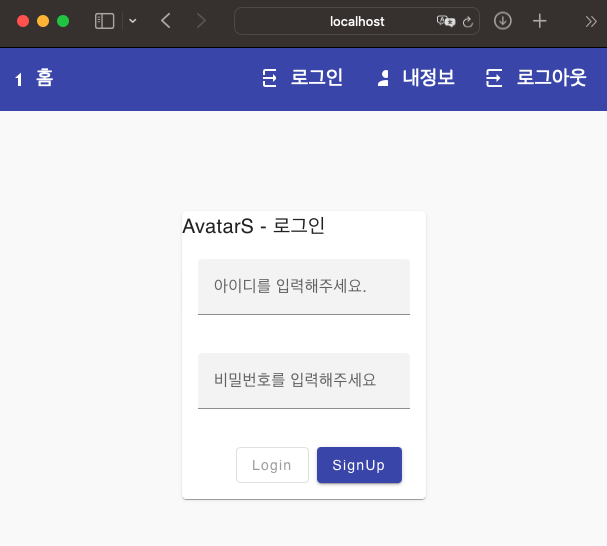 localhost
1 홈 로그인 내정보 로그아웃
AvatarS - 로그인
아이디를 입력해주세요.
비밀번호를 입력해주세요
Login SignUp